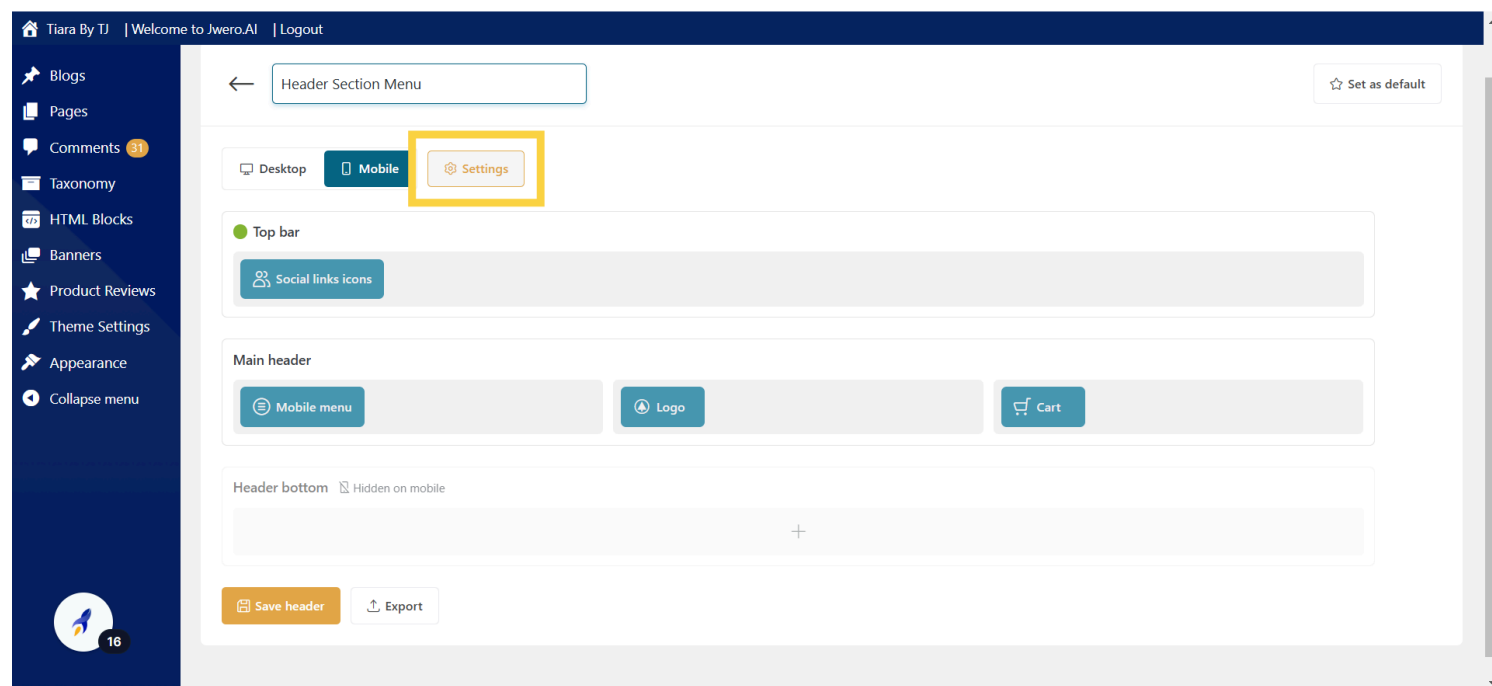 Tiara By TJ | Welcome to Jwero.AI | Logout
Blogs
Pages
Comments 31
Taxonomy
HTML Blocks
Banners
Product Reviews
Theme Settings
Appearance
Collapse menu
16
Header Section Menu
Set as default
Desktop Mobile Settings
Top bar
Social links icons
Main header
Mobile menu Logo Cart
Header bottom Hidden on mobile
Save header Export